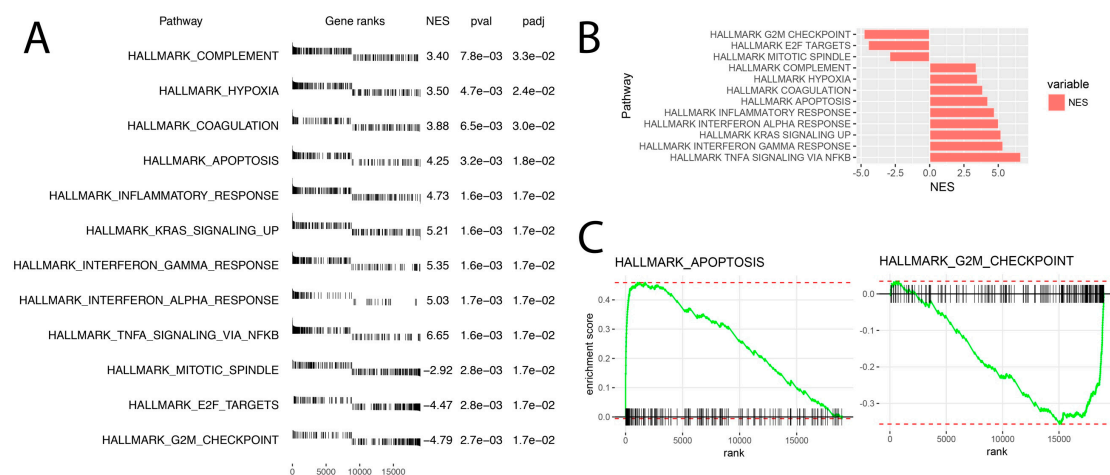 A
Pathway Gene ranks NES pval padj
HALLMARK_COMPLEMENT 3.40 7.8e−03 3.3e−02
HALLMARK_HYPOXIA 3.50 4.7e−03 2.4e−02
HALLMARK_COAGULATION 3.88 6.5e−03 3.0e−02
HALLMARK_APOPTOSIS 4.25 3.2e−03 1.8e−02
HALLMARK_INFLAMMATORY_RESPONSE 4.73 1.6e−03 1.7e−02
HALLMARK_KRAS_SIGNALING_UP 5.21 1.6e−03 1.7e−02
HALLMARK_INTERFERON_GAMMA_RESPONSE 5.35 1.6e−03 1.7e−02
HALLMARK_INTERFERON_ALPHA_RESPONSE 5.03 1.7e−03 1.7e−02
HALLMARK_TNFA_SIGNALING_VIA_NFKB 6.65 1.6e−03 1.7e−02
HALLMARK_MITOTIC_SPINDLE −2.92 2.8e−03 1.7e−02
HALLMARK_E2F_TARGETS −4.47 2.8e−03 1.7e−02
HALLMARK_G2M_CHECKPOINT −4.79 2.7e−03 1.7e−02
0 5000 10000 15000
B
Pathway
HALLMARK G2M CHECKPOINT
HALLMARK E2F TARGETS
HALLMARK MITOTIC SPINDLE
HALLMARK COMPLEMENT
HALLMARK HYPOXIA
HALLMARK COAGULATION
HALLMARK APOPTOSIS
HALLMARK INFLAMMATORY RESPONSE
HALLMARK INTERFERON ALPHA RESPONSE
HALLMARK KRAS SIGNALING UP
HALLMARK INTERFERON GAMMA RESPONSE
HALLMARK TNFA SIGNALING VIA NFKB
-5.0 -2.5 0.0 2.5 5.0
NES
variable
NES
C
HALLMARK_APOPTOSIS
enrichment score
0.4
0.3
0.2
0.1
0.0
0 5000 10000 15000
rank
HALLMARK_G2M_CHECKPOINT
0.0
-0.1
-0.2
-0.3
0 5000 10000 15000
rank